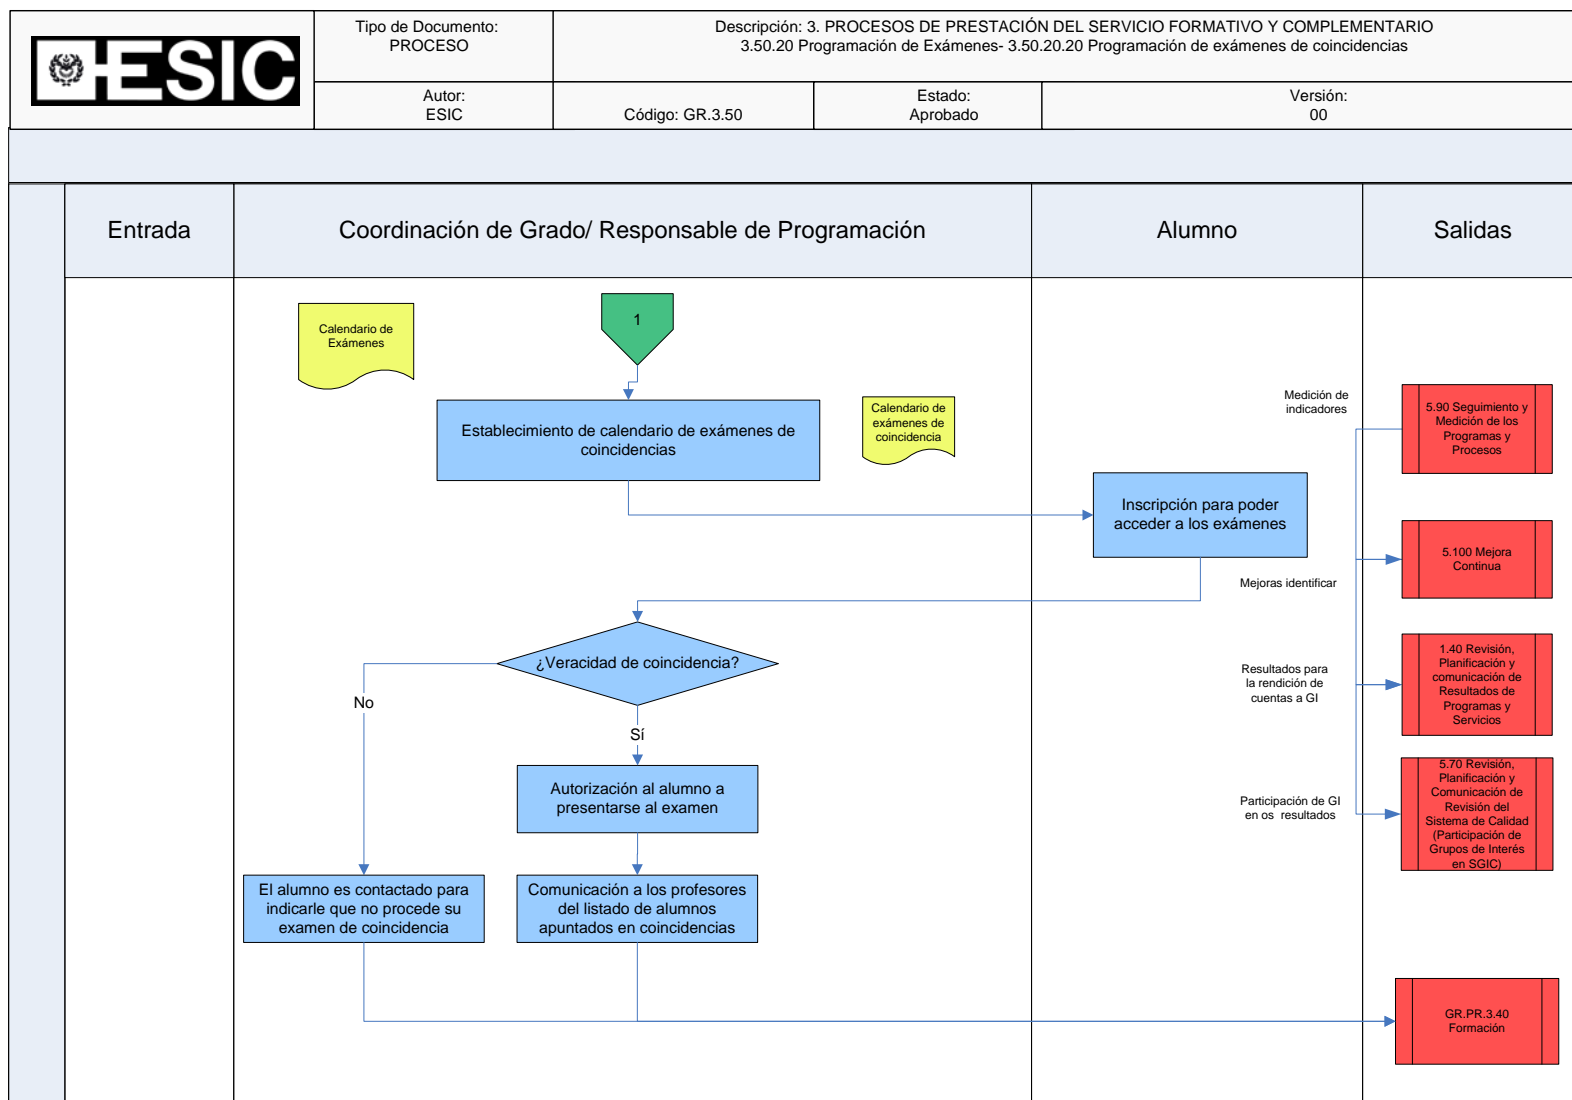 ESIC
Tipo de Documento:
PROCESO
Descripción: 3. PROCESOS DE PRESTACIÓN DEL SERVICIO FORMATIVO Y COMPLEMENTARIO
3.50.20 Programación de Exámenes- 3.50.20.20 Programación de exámenes de coincidencias
Autor:
ESIC
Código: GR.3.50
Estado:
Aprobado
Versión:
00
Entrada
Coordinación de Grado/ Responsable de Programación
Alumno
Salidas
Calendario de
Exámenes
1
Establecimiento de calendario de exámenes de
coincidencias
Calendario de
exámenes de
coincidencia
Medición de
indicadores
5.90 Seguimiento y
Medición de los
Programas y
Procesos
Inscripción para poder
acceder a los exámenes
5.100 Mejora
Continua
Mejoras identificar
¿Veracidad de coincidencia?
Resultados para
la rendición de
cuentas a GI
1.40 Revisión,
Planificación y
comunicación de
Resultados de
Programas y
Servicios
No
Sí
Autorización al alumno a
presentarse al examen
Participación de GI
en os  resultados
5.70 Revisión,
Planificación y
Comunicación de
Revisión del
Sistema de Calidad
(Participación de
Grupos de Interés
en SGIC)
El alumno es contactado para
indicarle que no procede su
examen de coincidencia
Comunicación a los profesores
del listado de alumnos
apuntados en coincidencias
GR.PR.3.40
Formación